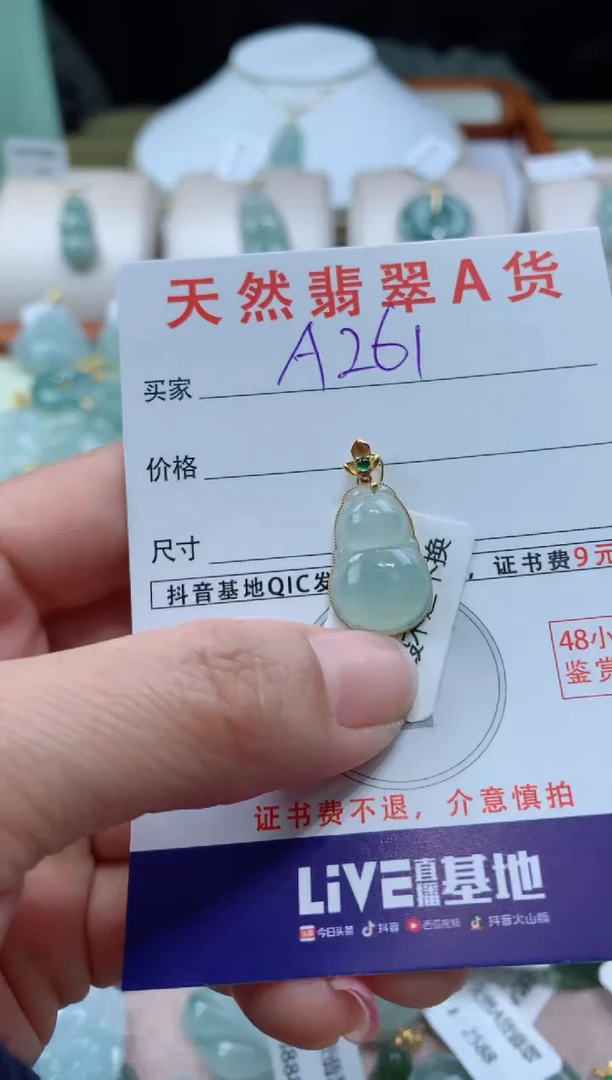 天然翡翠A货
买家 A261
价格
尺寸
抖音基地QIC发
，证书费9元
48小
鉴赏
证书费不退，介意慎拍
LiVE直播基地
今日头条 抖音 西瓜视频 抖音火山版
2588